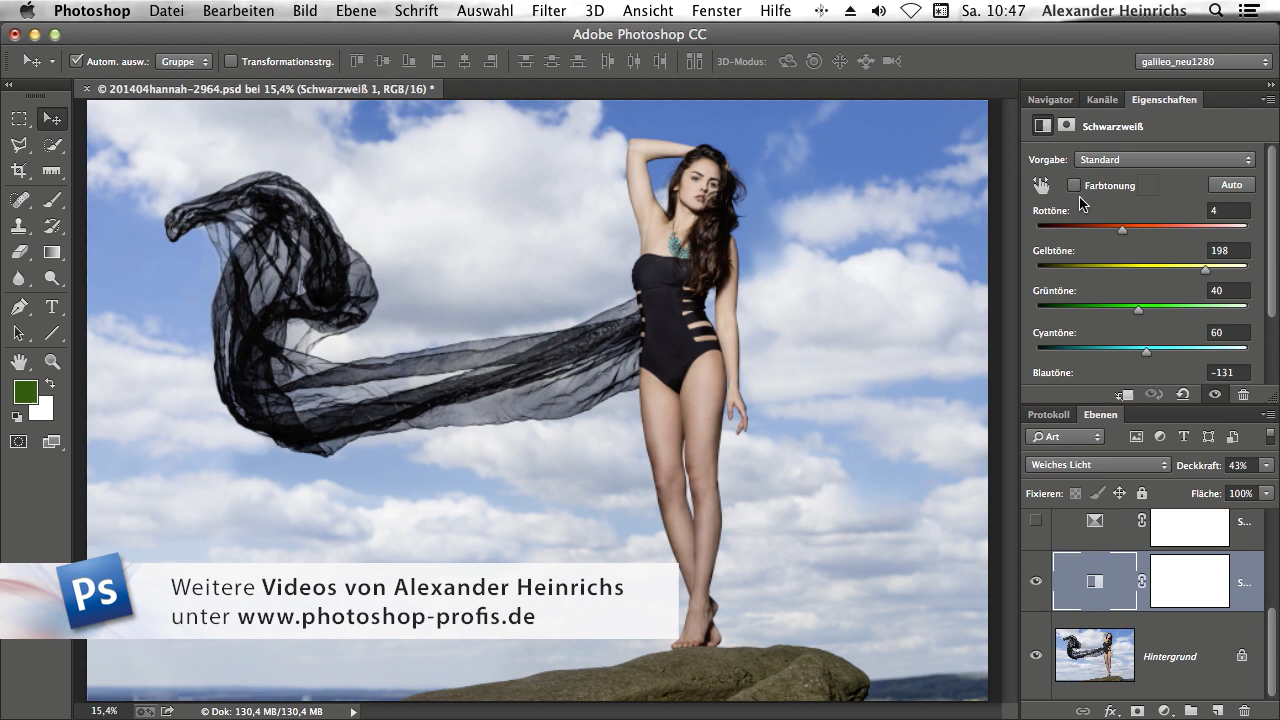 Photoshop Datei Bearbeiten Bild Ebene Schrift Auswahl Filter 3D Ansicht Fenster Hilfe Sa. 10:47 Alexander Heinrichs
Adobe Photoshop CC
Autom. ausw.: Gruppe Transformationsstrg. 3D-Modus: galileo_neu1280
× © 201404hannah-2964.psd bei 15,4% (Schwarzweiß 1, RGB/16) *
Navigator Kanäle Eigenschaften
Schwarzweiß
Vorgabe: Standard
Farbtonung Auto
Rottöne: 4
Gelbtöne: 198
Grüntöne: 40
Cyantöne: 60
Blautöne: -131
Protokoll Ebenen
Art
Weiches Licht Deckkraft: 43%
Fixieren: Fläche: 100%
S...
S...
Hintergrund
Ps
Weitere Videos von Alexander Heinrichs
unter www.photoshop-profis.de
15,4% © Dok: 130,4 MB/130,4 MB
fx